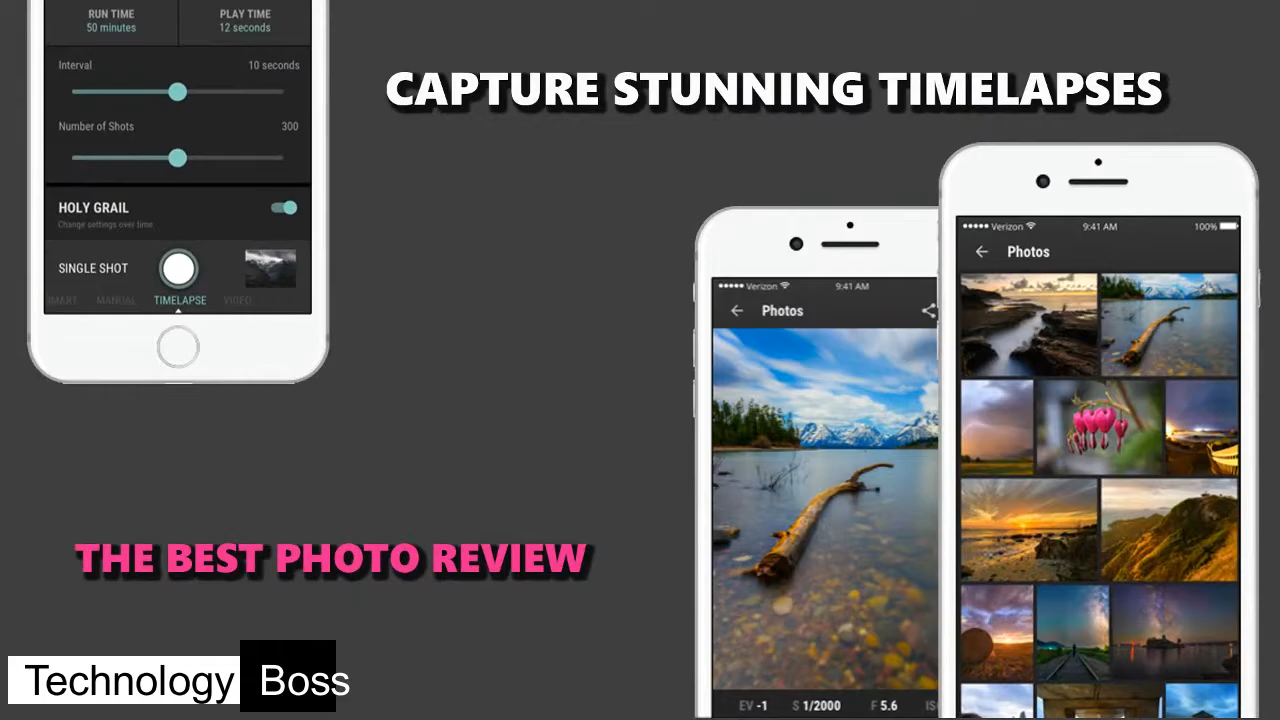 RUN TIME
50 minutes
PLAY TIME
12 seconds
Interval
10 seconds
Number of Shots
300
HOLY GRAIL
Change settings over time
SINGLE SHOT
MANUAL
TIMELAPSE
VIDEO
CAPTURE STUNNING TIMELAPSES
Verizon
9:41 AM
Photos
EV -1
S 1/2000
F 5.6
Verizon
9:41 AM
100%
Photos
THE BEST PHOTO REVIEW
Technology Boss